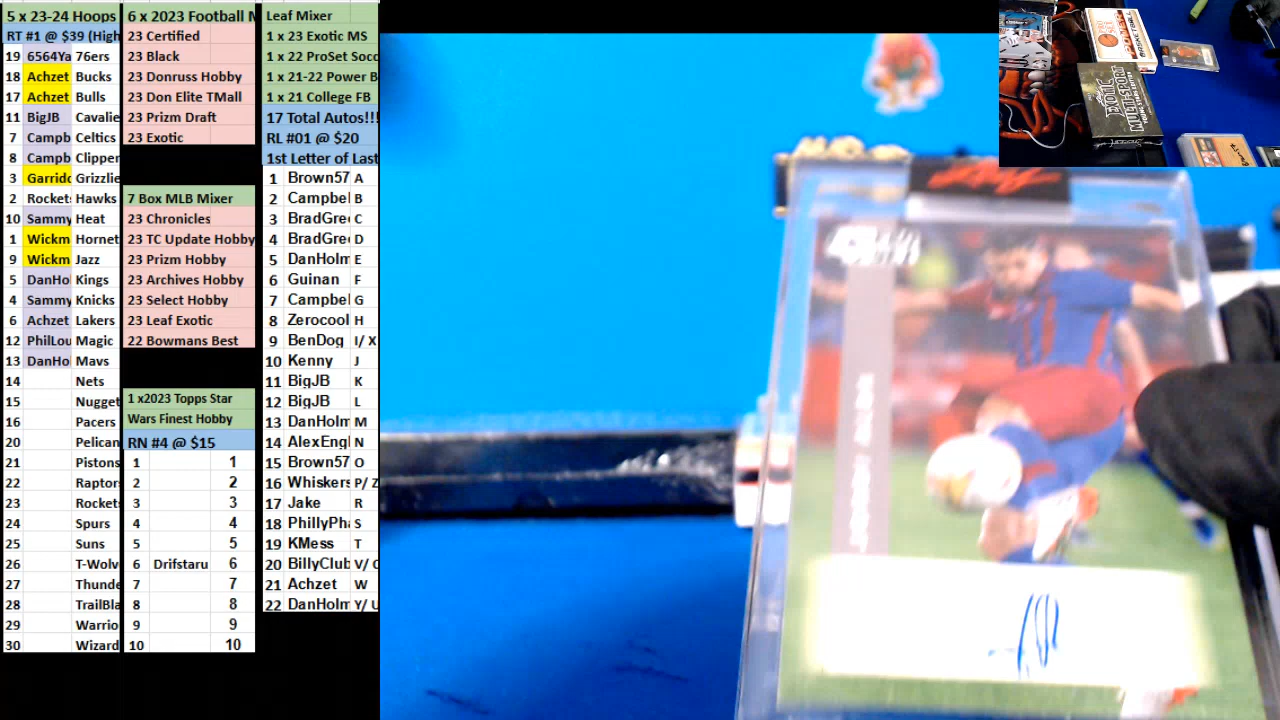 5 x 23-24 Hoops
RT #1 @ $39 (High
19 6564Ya 76ers
18 Achzet Bucks
17 Achzet Bulls
11 BigJB Cavalie
7 Campb Celtics
8 Campb Clipper
3 Garrido Grizzlie
2 Rocket Hawks
10 Sammy Heat
1 Wickm Hornet
9 Wickm Jazz
5 DanHol Kings
4 Sammy Knicks
6 Achzet Lakers
12 PhilLou Magic
13 DanHo Mavs
14 Nets
15 Nugget
16 Pacers
20 Pelican
21 Pistons
22 Raptor
23 Rocket
24 Spurs
25 Suns
26 T-Wolv
27 Thunde
28 TrailBla
29 Warrio
30 Wizard
6 x 2023 Football M
23 Certified
23 Black
23 Donruss Hobby
23 Don Elite TMall
23 Prizm Draft
23 Exotic
7 Box MLB Mixer
23 Chronicles
23 TC Update Hobby
23 Prizm Hobby
23 Archives Hobby
23 Select Hobby
23 Leaf Exotic
22 Bowmans Best
1 x2023 Topps Star
Wars Finest Hobby
RN #4 @ $15
1 1
2 2
3 3
4 4
5 5
6 Drifstaru 6
7 7
8 8
9 9
10 10
Leaf Mixer
1 x 23 Exotic MS
1 x 22 ProSet Socc
1 x 21-22 Power B
1 x 21 College FB
17 Total Autos!!!
RL #01 @ $20
1st Letter of Last
1 Brown57 A
2 Campbel B
3 BradGree C
4 BradGree D
5 DanHolm E
6 Guinan F
7 Campbel G
8 Zerocool H
9 BenDog I/ X
10 Kenny J
11 BigJB K
12 BigJB L
13 DanHolm M
14 AlexEngl N
15 Brown57 O
16 Whiskers P/ Z
17 Jake R
18 PhillyPha S
19 KMess T
20 BillyClub V/ Q
21 Achzet W
22 DanHolm Y/ U
POWER
BASKETBALL
EXOTIC
MULTI-SPORT